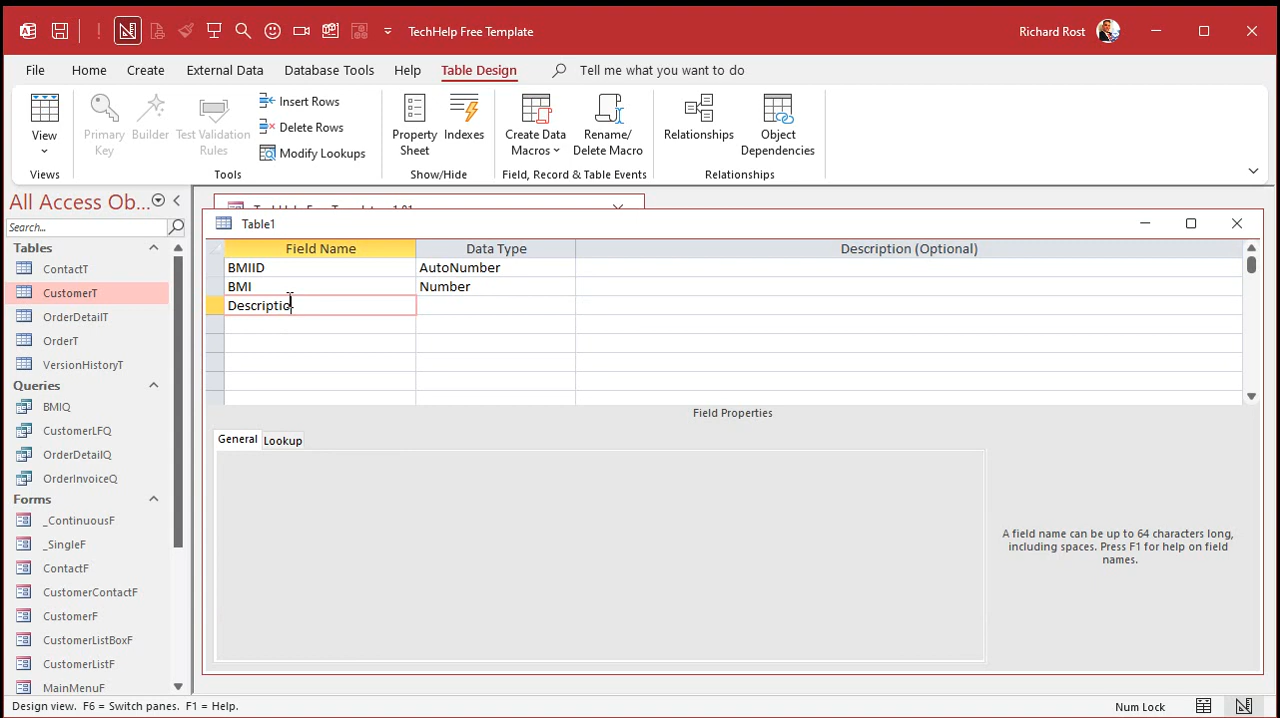 TechHelp Free Template
Richard Rost
File Home Create External Data Database Tools Help Table Design Tell me what you want to do
View
Views
Primary Key
Builder
Test Validation Rules
Insert Rows
Delete Rows
Modify Lookups
Tools
Property Sheet
Indexes
Show/Hide
Create Data Macros
Rename/ Delete Macro
Field, Record & Table Events
Relationships
Object Dependencies
Relationships
All Access Ob...
Search...
Tables
ContactT
CustomerT
OrderDetailT
OrderT
VersionHistoryT
Queries
BMIQ
CustomerLFQ
OrderDetailQ
OrderInvoiceQ
Forms
_ContinuousF
_SingleF
ContactF
CustomerContactF
CustomerF
CustomerListBoxF
CustomerListF
MainMenuF
Table1
Field Name Data Type Description (Optional)
BMIID AutoNumber
BMI Number
Descriptio
Field Properties
General Lookup
A field name can be up to 64 characters long,
including spaces. Press F1 for help on field
names.
Design view. F6 = Switch panes. F1 = Help.
Num Lock